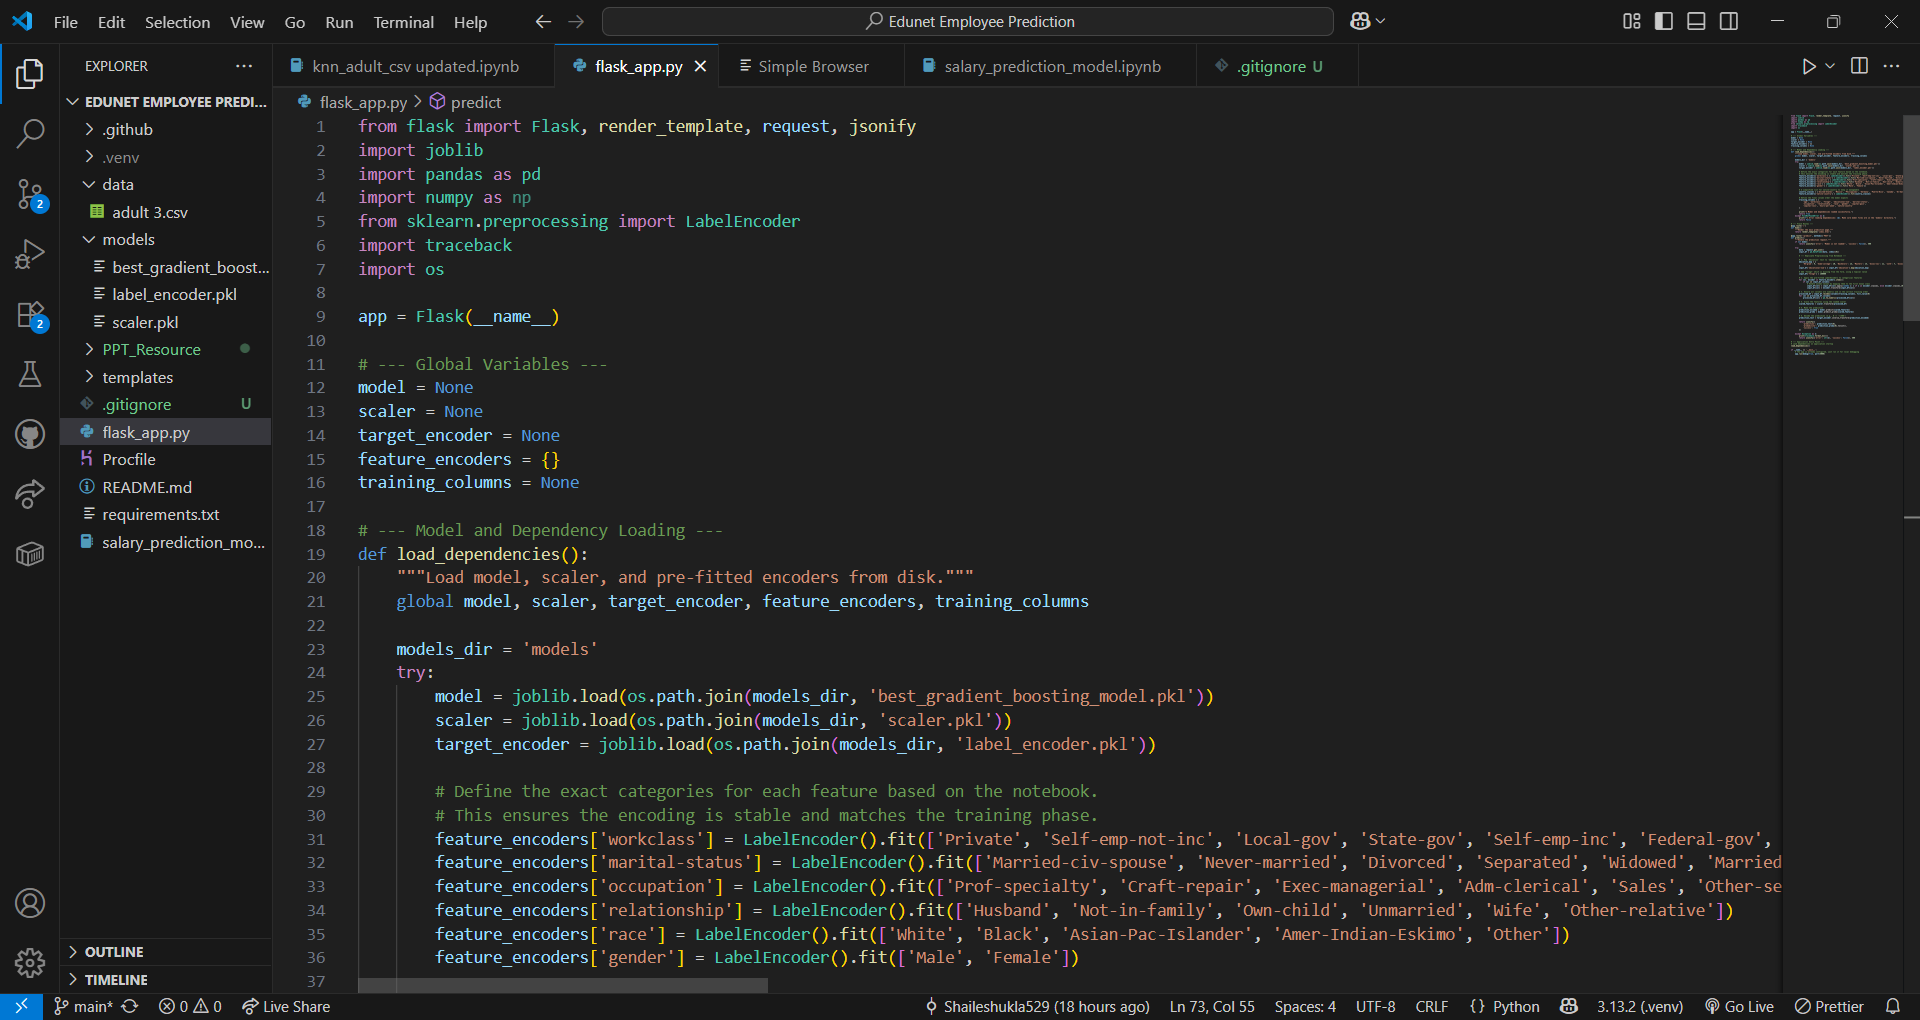 File Edit Selection View Go Run Terminal Help
Edunet Employee Prediction
EXPLORER
knn_adult_csv updated.ipynb
flask_app.py
Simple Browser
salary_prediction_model.ipynb
.gitignore U
EDUNET EMPLOYEE PREDI...
.github
.venv
data
adult 3.csv
models
best_gradient_boost...
label_encoder.pkl
scaler.pkl
PPT_Resource
templates
.gitignore U
flask_app.py
Procfile
README.md
requirements.txt
salary_prediction_mo...
2
2
OUTLINE
TIMELINE
flask_app.py > predict
1 from flask import Flask, render_template, request, jsonify
2 import joblib
3 import pandas as pd
4 import numpy as np
5 from sklearn.preprocessing import LabelEncoder
6 import traceback
7 import os
8
9 app = Flask(__name__)
10
11 # --- Global Variables ---
12 model = None
13 scaler = None
14 target_encoder = None
15 feature_encoders = {}
16 training_columns = None
17
18 # --- Model and Dependency Loading ---
19 def load_dependencies():
20 """Load model, scaler, and pre-fitted encoders from disk."""
21 global model, scaler, target_encoder, feature_encoders, training_columns
22
23 models_dir = 'models'
24 try:
25 model = joblib.load(os.path.join(models_dir, 'best_gradient_boosting_model.pkl'))
26 scaler = joblib.load(os.path.join(models_dir, 'scaler.pkl'))
27 target_encoder = joblib.load(os.path.join(models_dir, 'label_encoder.pkl'))
28
29 # Define the exact categories for each feature based on the notebook.
30 # This ensures the encoding is stable and matches the training phase.
31 feature_encoders['workclass'] = LabelEncoder().fit(['Private', 'Self-emp-not-inc', 'Local-gov', 'State-gov', 'Self-emp-inc', 'Federal-gov',
32 feature_encoders['marital-status'] = LabelEncoder().fit(['Married-civ-spouse', 'Never-married', 'Divorced', 'Separated', 'Widowed', 'Married
33 feature_encoders['occupation'] = LabelEncoder().fit(['Prof-specialty', 'Craft-repair', 'Exec-managerial', 'Adm-clerical', 'Sales', 'Other-se
34 feature_encoders['relationship'] = LabelEncoder().fit(['Husband', 'Not-in-family', 'Own-child', 'Unmarried', 'Wife', 'Other-relative'])
35 feature_encoders['race'] = LabelEncoder().fit(['White', 'Black', 'Asian-Pac-Islander', 'Amer-Indian-Eskimo', 'Other'])
36 feature_encoders['gender'] = LabelEncoder().fit(['Male', 'Female'])
37
main* 0 0 Live Share Shaileshukla529 (18 hours ago) Ln 73, Col 55 Spaces: 4 UTF-8 CRLF {} Python 3.13.2 (.venv) Go Live Prettier